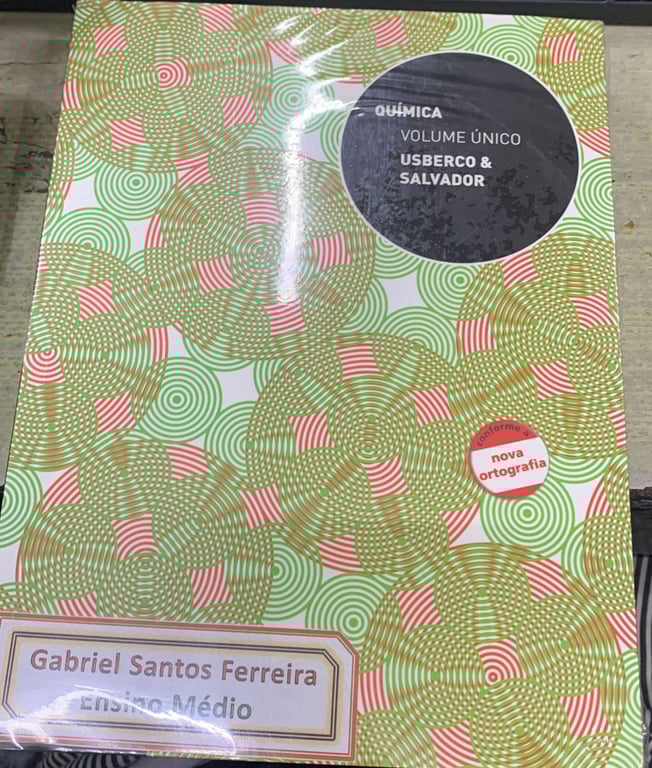 QUÍMICA
VOLUME ÚNICO
USBERCO &
SALVADOR
conforme a
nova
ortografia
Gabriel Santos Ferreira
Ensino Médio